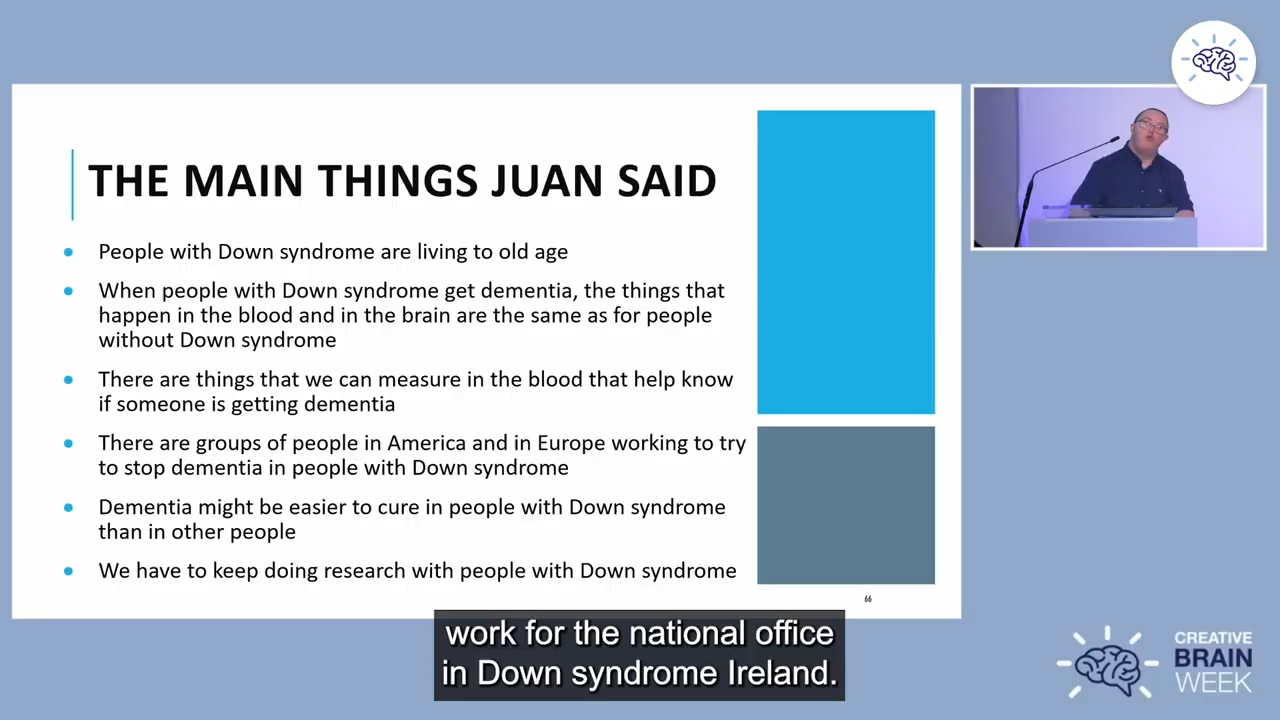 THE MAIN THINGS JUAN SAID
People with Down syndrome are living to old age
When people with Down syndrome get dementia, the things that
happen in the blood and in the brain are the same as for people
without Down syndrome
There are things that we can measure in the blood that help know
if someone is getting dementia
There are groups of people in America and in Europe working to try
to stop dementia in people with Down syndrome
Dementia might be easier to cure in people with Down syndrome
than in other people
We have to keep doing research with people with Down syndrome
66
work for the national office
in Down syndrome Ireland.
CREATIVE
BRAIN
WEEK